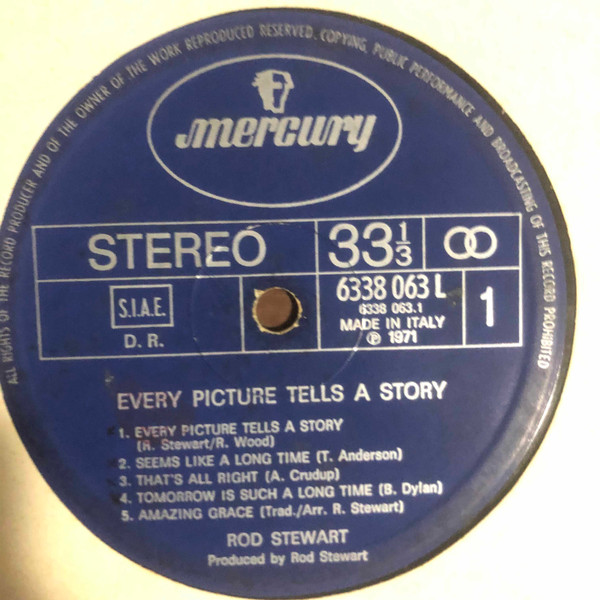 ALL RIGHTS OF THE RECORD PRODUCER AND OF THE OWNER OF THE WORK REPRODUCED RESERVED. COPYING, PUBLIC PERFORMANCE AND BROADCASTING OF THIS RECORD PROHIBITED
mercury
STEREO
33 1/3
S.I.A.E.
D. R.
6338 063 L
6338 063.1
MADE IN ITALY
℗ 1971
1
EVERY PICTURE TELLS A STORY
1. EVERY PICTURE TELLS A STORY
(R. Stewart/R. Wood)
2. SEEMS LIKE A LONG TIME (T. Anderson)
3. THAT'S ALL RIGHT (A. Crudup)
4. TOMORROW IS SUCH A LONG TIME (B. Dylan)
5. AMAZING GRACE (Trad./Arr. R. Stewart)
ROD STEWART
Produced by Rod Stewart